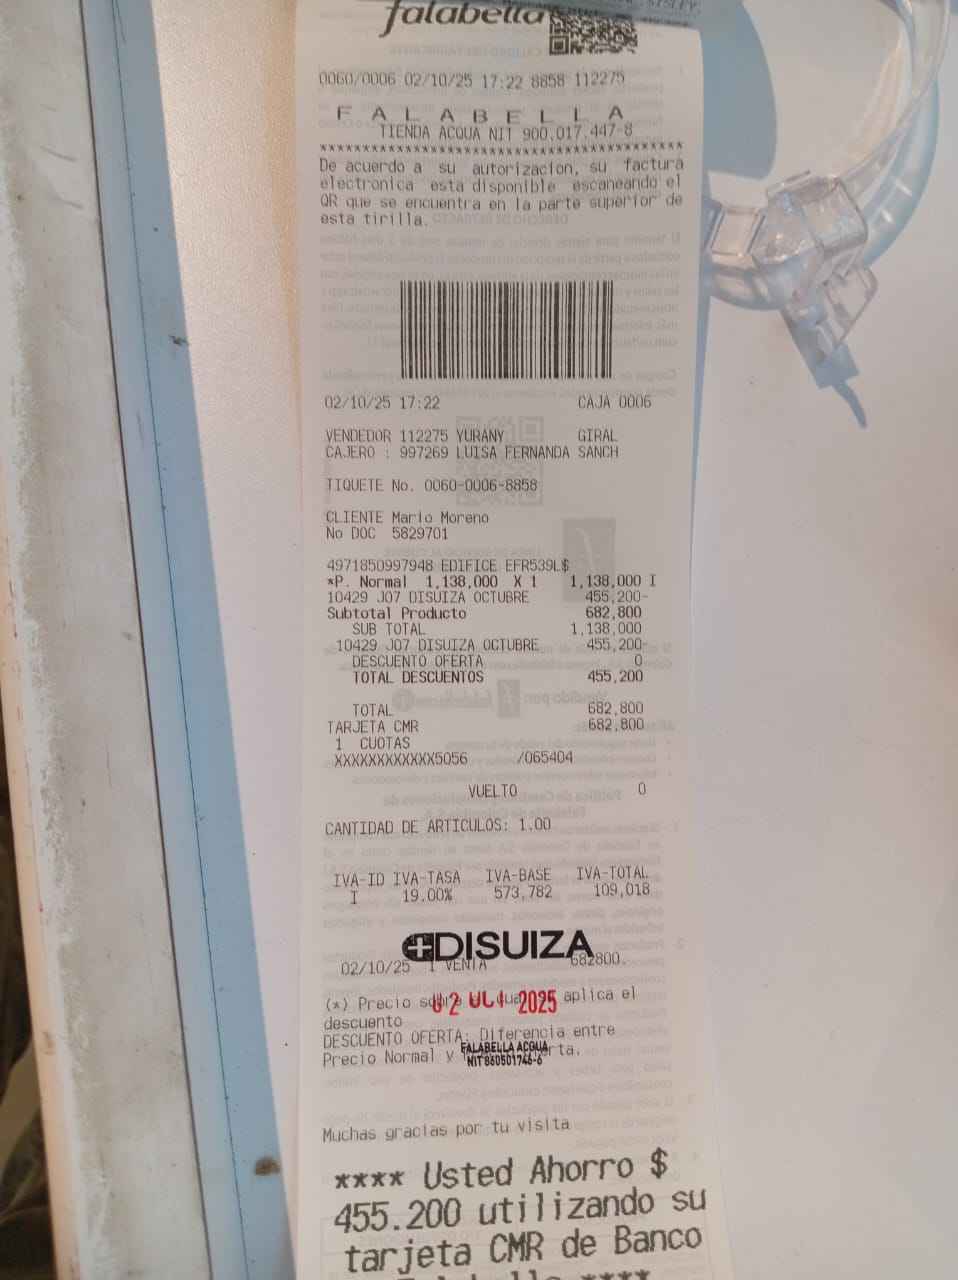 falabella
0060/0006 02/10/25 17:22 8858 112275
F A L A B E L L A
TIENDA ACQUA NIT 900.017.447-8
****************************************
De acuerdo a su autorizacion, su factura
electronica esta disponible escaneando el
QR que se encuentra en la parte superior de
esta tirilla.
02/10/25 17:22 CAJA 0006
VENDEDOR 112275 YURANY GIRAL
CAJERO : 997269 LUISA FERNANDA SANCH
TIQUETE No. 0060-0006-8858
CLIENTE Mario Moreno
No DOC 5829701
4971850997948 EDIFICE EFR539L$
*P. Normal 1,138,000 X 1 1,138,000 I
10429 J07 DISUIZA OCTUBRE 455,200-
Subtotal Producto 682,800
SUB TOTAL 1,138,000
10429 J07 DISUIZA OCTUBRE 455,200-
DESCUENTO OFERTA 0
TOTAL DESCUENTOS 455,200
TOTAL 682,800
TARJETA CMR 682,800
1 CUOTAS
XXXXXXXXXXXX5056 /065404
VUELTO 0
CANTIDAD DE ARTICULOS: 1.00
IVA-ID IVA-TASA IVA-BASE IVA-TOTAL
I 19.00% 573,782 109,018
DISUIZA
02/10/25 1 VENTA 682800.
(*) Precio aplica el
02 2025
descuento
DESCUENTO OFERTA: Diferencia entre
FALABELLA ACQUA
Precio Normal y
NIT 860501746-6
Muchas gracias por tu visita
**** Usted Ahorro $
455.200 utilizando su
tarjeta CMR de Banco